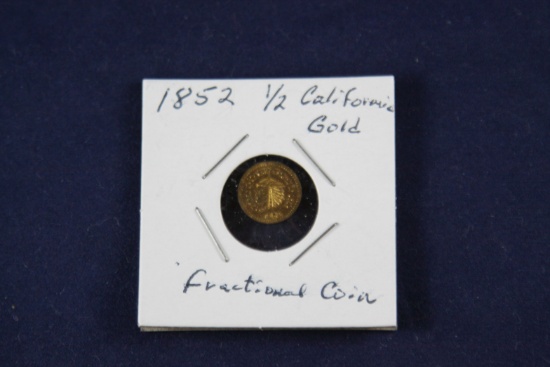 1852 1/2 California
Gold
Fractional Coin